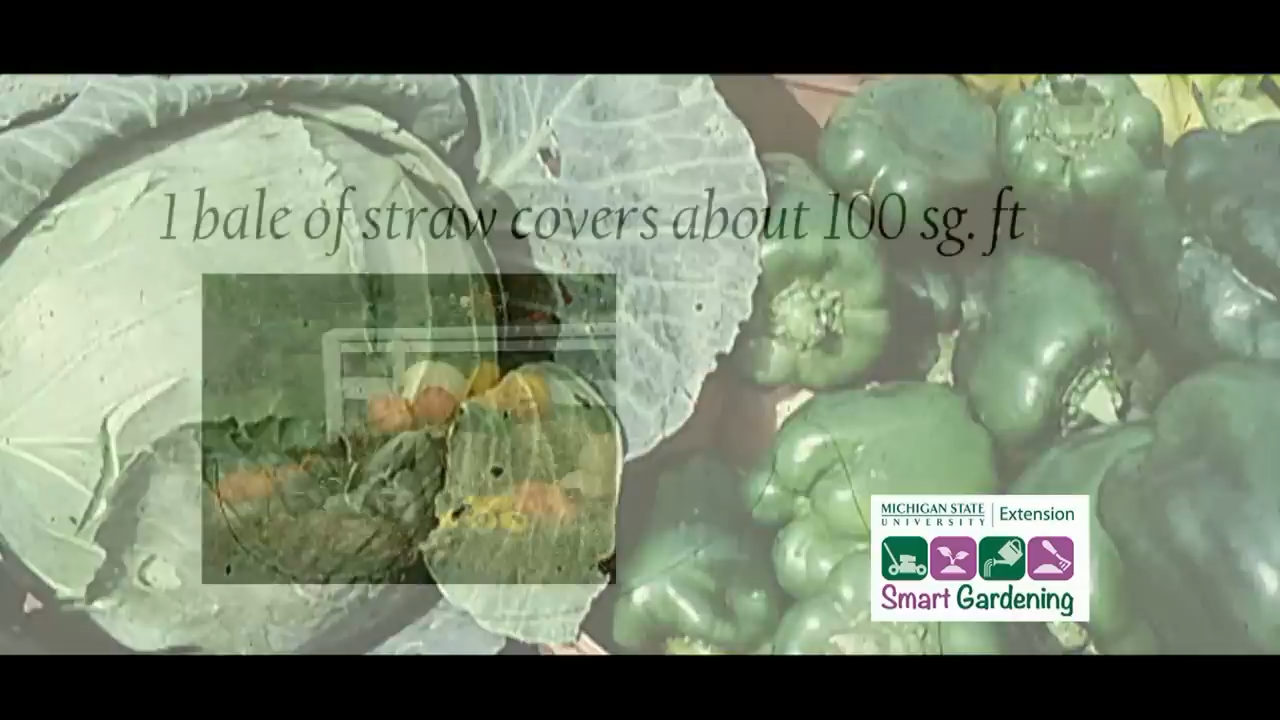 1 bale of straw covers about 100 sg. ft
MICHIGAN STATE
UNIVERSITY
Extension
Smart Gardening